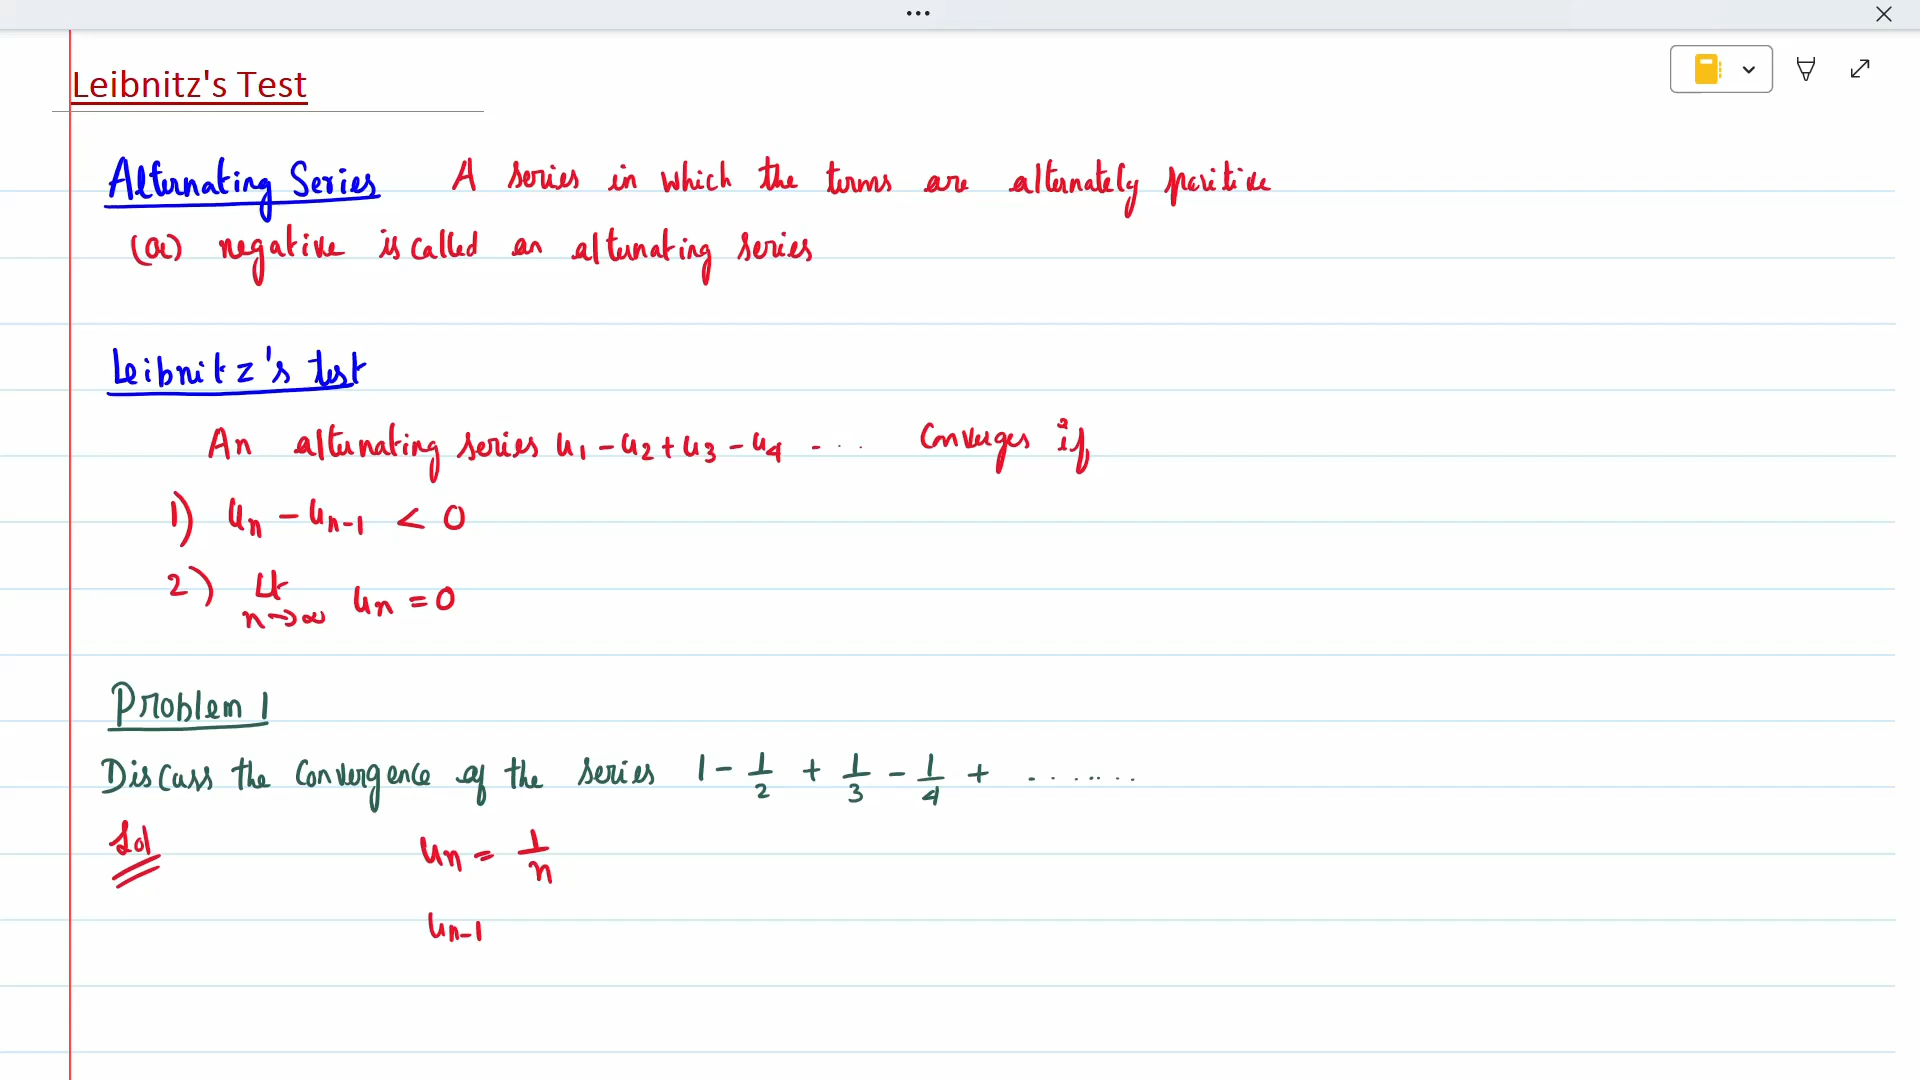 Leibnitz's Test
Alternating Series A series in which the terms are alternately positive
(or) negative is called an alternating series
Leibnitz's test
An alternating series u₁ - u₂ + u₃ - u₄ - ... Converges if
1) uₙ - uₙ₋₁ < 0
2) Lt n→∞ uₙ = 0
Problem 1
Discuss the Convergence of the series 1 - 1/2 + 1/3 - 1/4 + .......
Sol uₙ = 1/n
uₙ₋₁